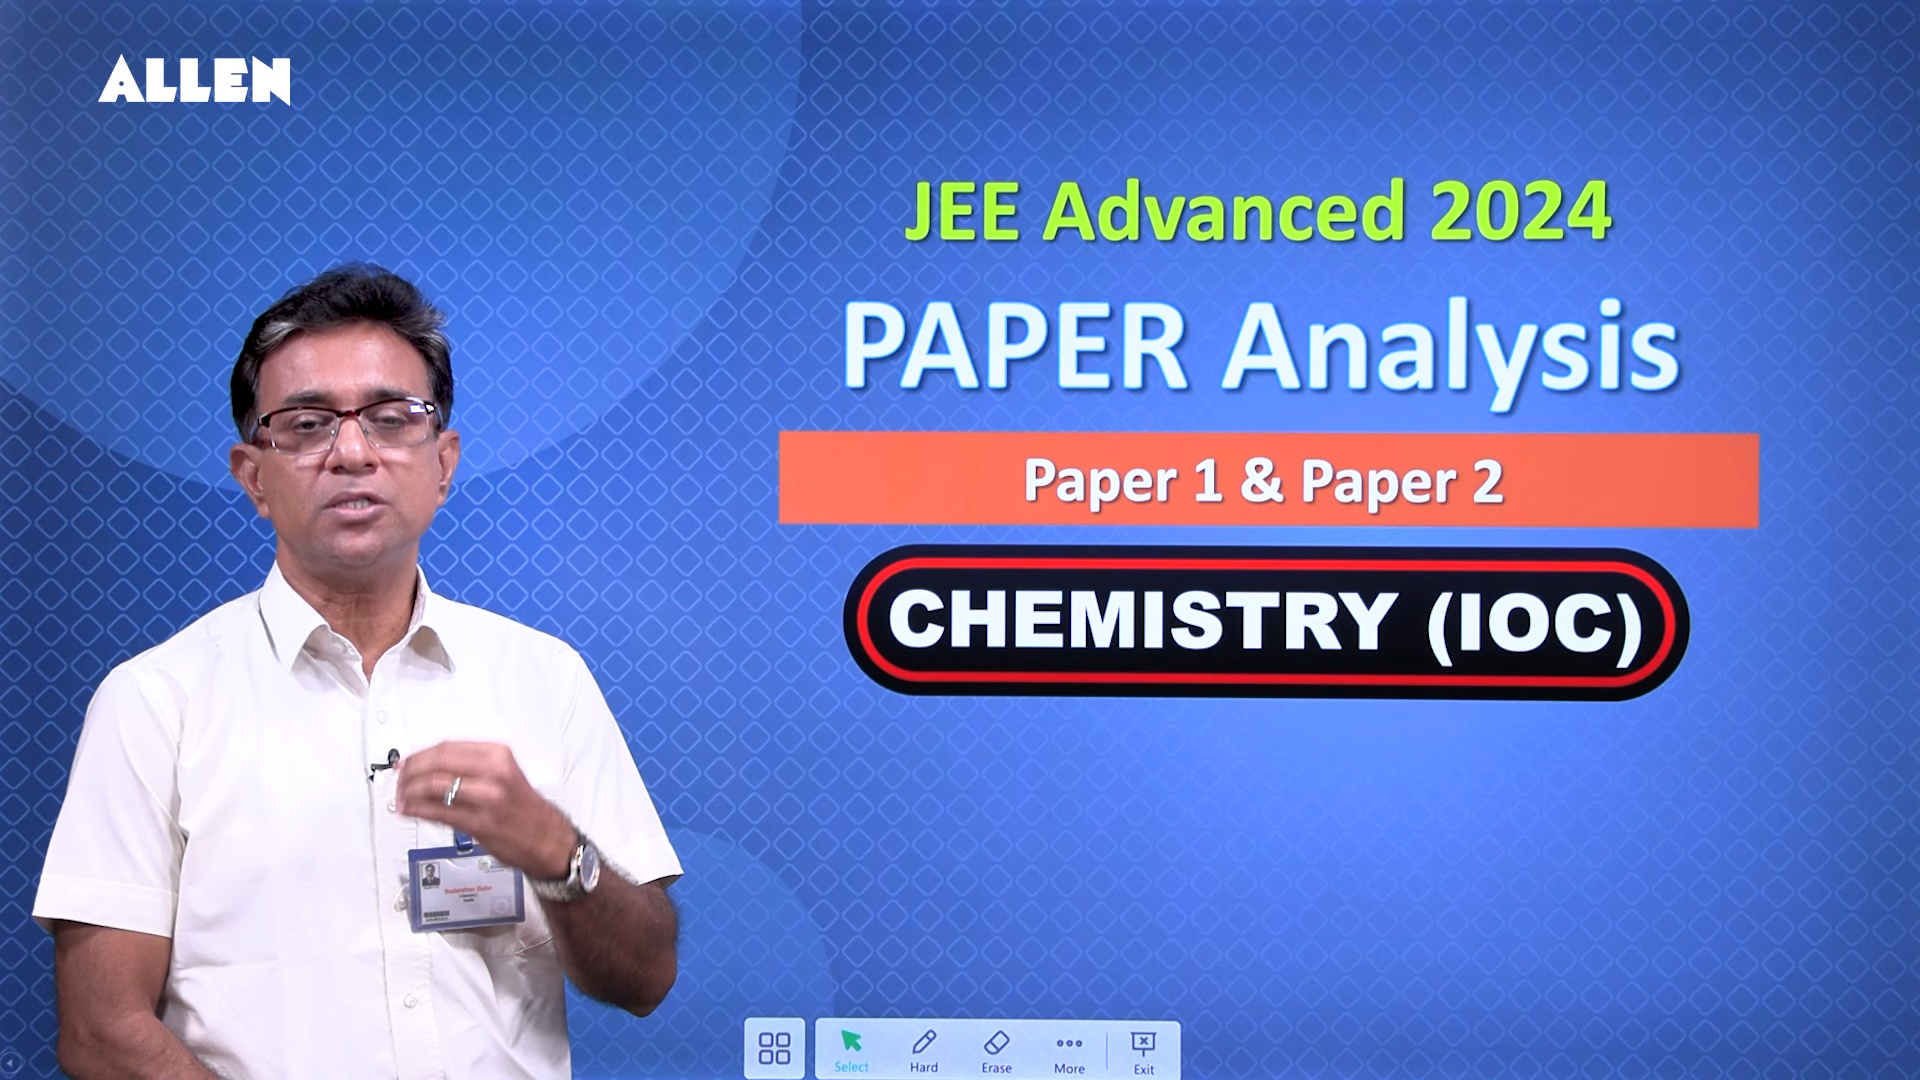 ALLEN
JEE Advanced 2024
PAPER Analysis
Paper 1 & Paper 2
CHEMISTRY (IOC)
Select
Hard
Erase
More
Exit